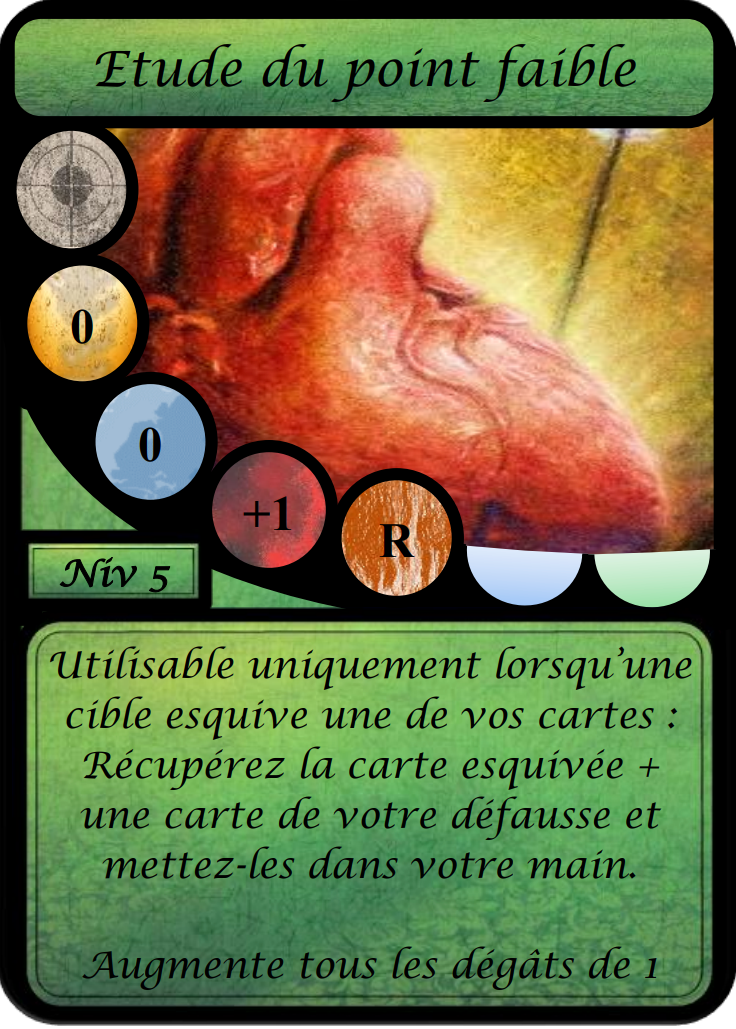 Etude du point faible
0
0
+1
R
Niv 5
Utilisable uniquement lorsqu'une
cible esquive une de vos cartes :
Récupérez la carte esquivée +
une carte de votre défausse et
mettez-les dans votre main.
Augmente tous les dégâts de 1